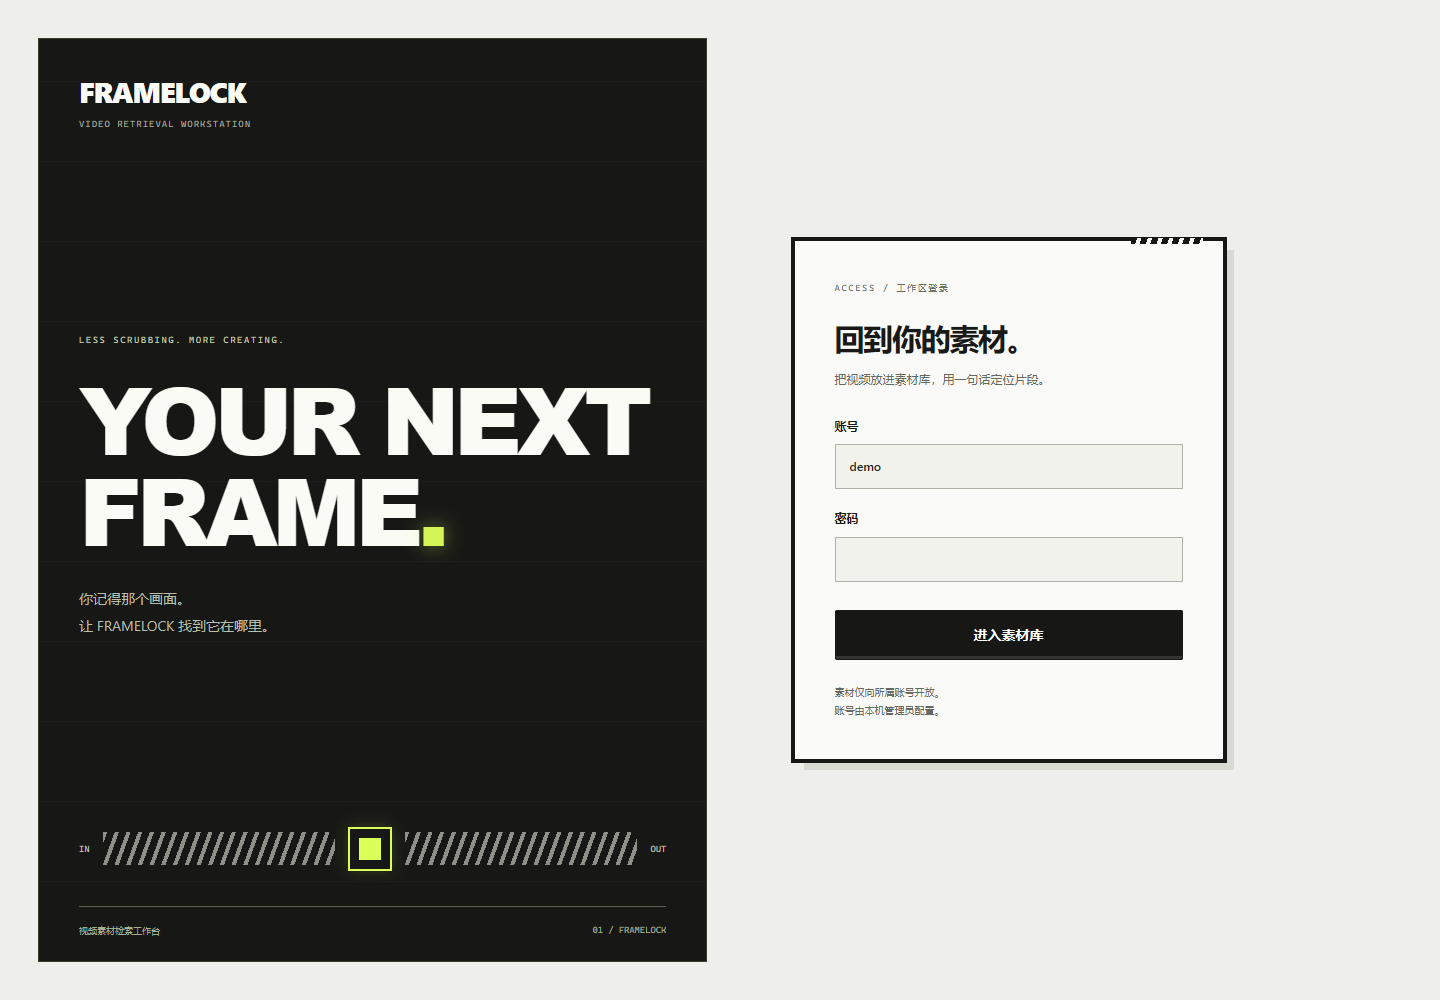 FRAMELOCK
VIDEO RETRIEVAL WORKSTATION
LESS SCRUBBING. MORE CREATING.
YOUR NEXT
FRAME.
你记得那个画面。
让 FRAMELOCK 找到它在哪里。
IN
OUT
视频素材检索工作台
01 / FRAMELOCK
ACCESS / 工作区登录
回到你的素材。
把视频放进素材库，用一句话定位片段。
账号
demo
密码
进入素材库
素材仅向所属账号开放。
账号由本机管理员配置。